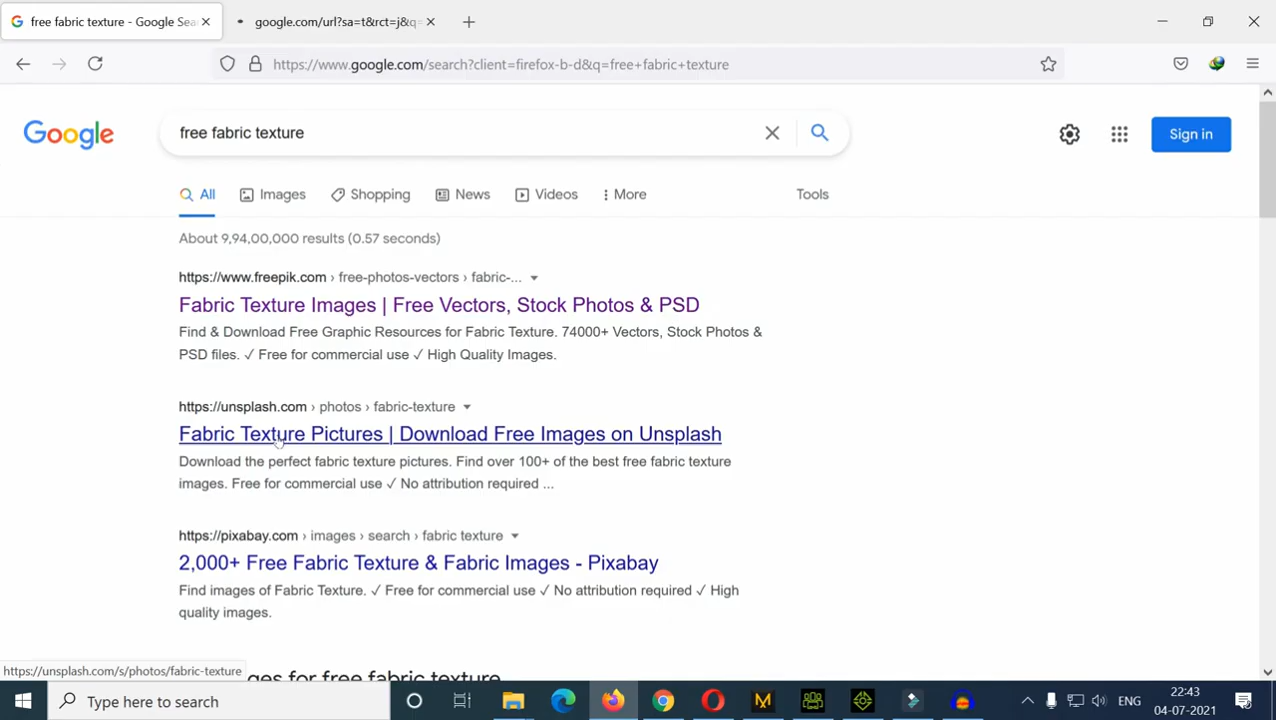 free fabric texture - Google Sea
google.com/url?sa=t&rct=j&q=
https://www.google.com/search?client=firefox-b-d&q=free+fabric+texture
Google
free fabric texture
Sign in
All Images Shopping News Videos More Tools
About 9,94,00,000 results (0.57 seconds)
https://www.freepik.com › free-photos-vectors › fabric-...
Fabric Texture Images | Free Vectors, Stock Photos & PSD
Find & Download Free Graphic Resources for Fabric Texture. 74000+ Vectors, Stock Photos &
PSD files. ✓ Free for commercial use ✓ High Quality Images.
https://unsplash.com › photos › fabric-texture
Fabric Texture Pictures | Download Free Images on Unsplash
Download the perfect fabric texture pictures. Find over 100+ of the best free fabric texture
images. Free for commercial use ✓ No attribution required ...
https://pixabay.com › images › search › fabric texture
2,000+ Free Fabric Texture & Fabric Images - Pixabay
Find images of Fabric Texture. ✓ Free for commercial use ✓ No attribution required ✓ High
quality images.
https://unsplash.com/s/photos/fabric-texture
ges for free fabric texture
Type here to search
ENG
22:43
04-07-2021